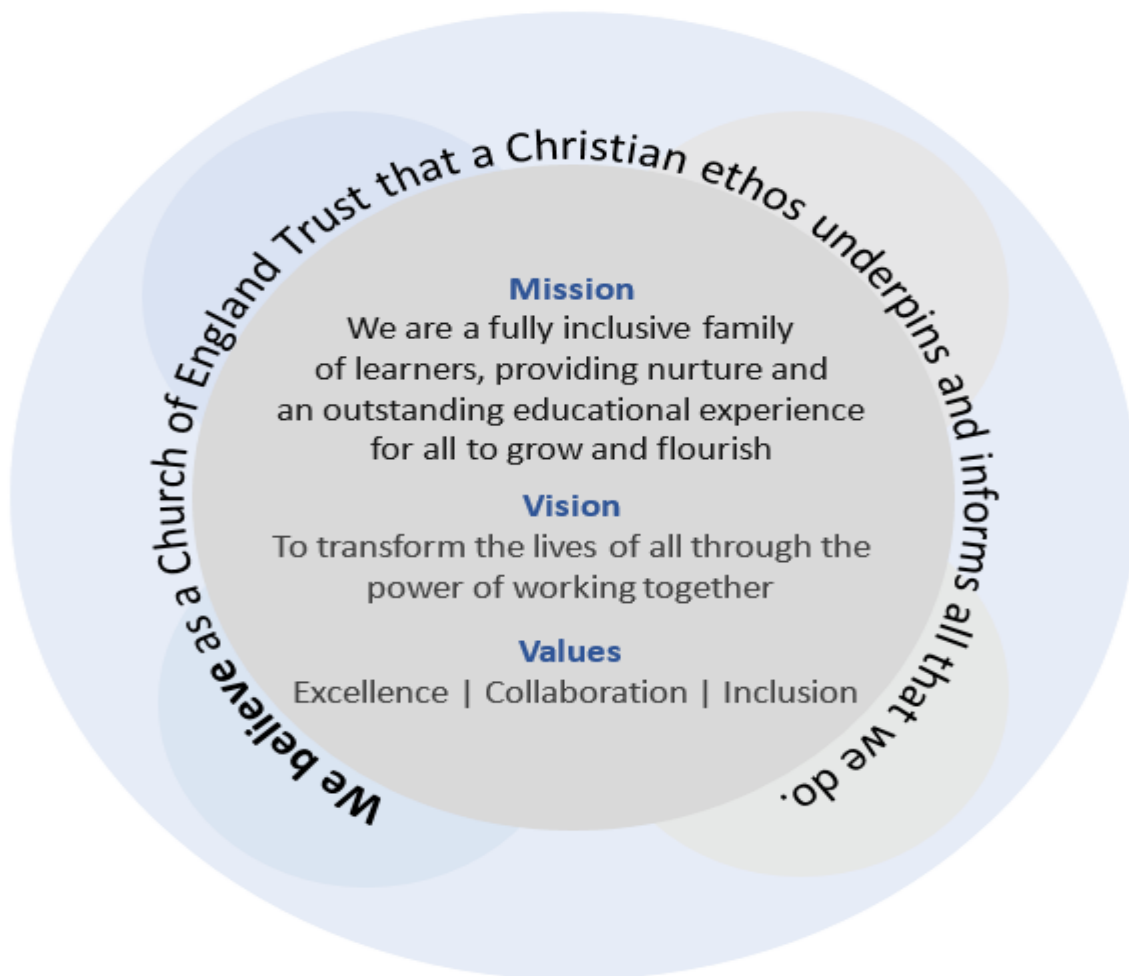 We believe as a Church of England Trust that a Christian ethos underpins and informs all that we do.
Mission
We are a fully inclusive family
of learners, providing nurture and
an outstanding educational experience
for all to grow and flourish
Vision
To transform the lives of all through the
power of working together
Values
Excellence | Collaboration | Inclusion